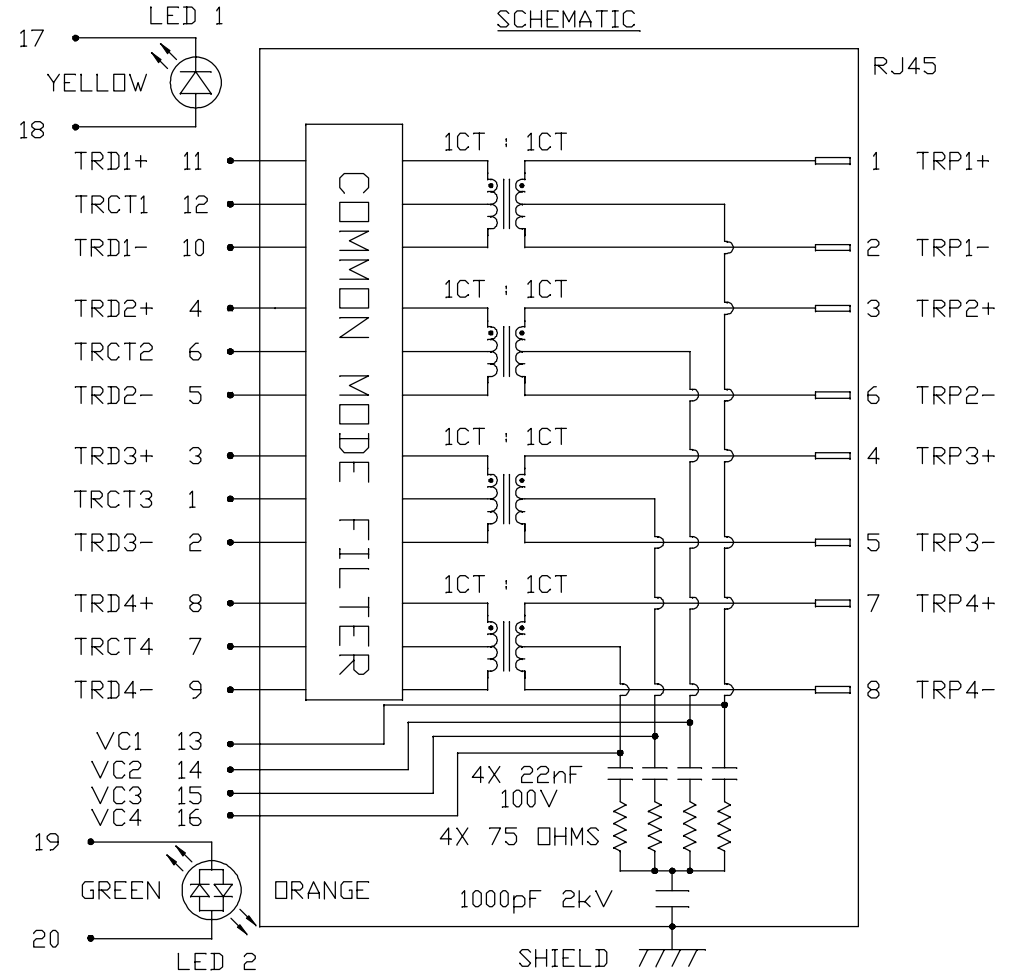 SCHEMATIC
LED 1
17
YELLOW
18
RJ45
1CT : 1CT
TRD1+ 11
1 TRP1+
TRCT1 12
TRD1- 10
2 TRP1-
1CT : 1CT
TRD2+ 4
3 TRP2+
TRCT2 6
TRD2- 5
6 TRP2-
1CT : 1CT
TRD3+ 3
4 TRP3+
TRCT3 1
TRD3- 2
5 TRP3-
1CT : 1CT
TRD4+ 8
7 TRP4+
TRCT4 7
TRD4- 9
8 TRP4-
COMMON MODE FILTER
VC1 13
VC2 14
VC3 15
VC4 16
4X 22nF
100V
4X 75 OHMS
19
GREEN
ORANGE
20
LED 2
1000pF 2kV
SHIELD